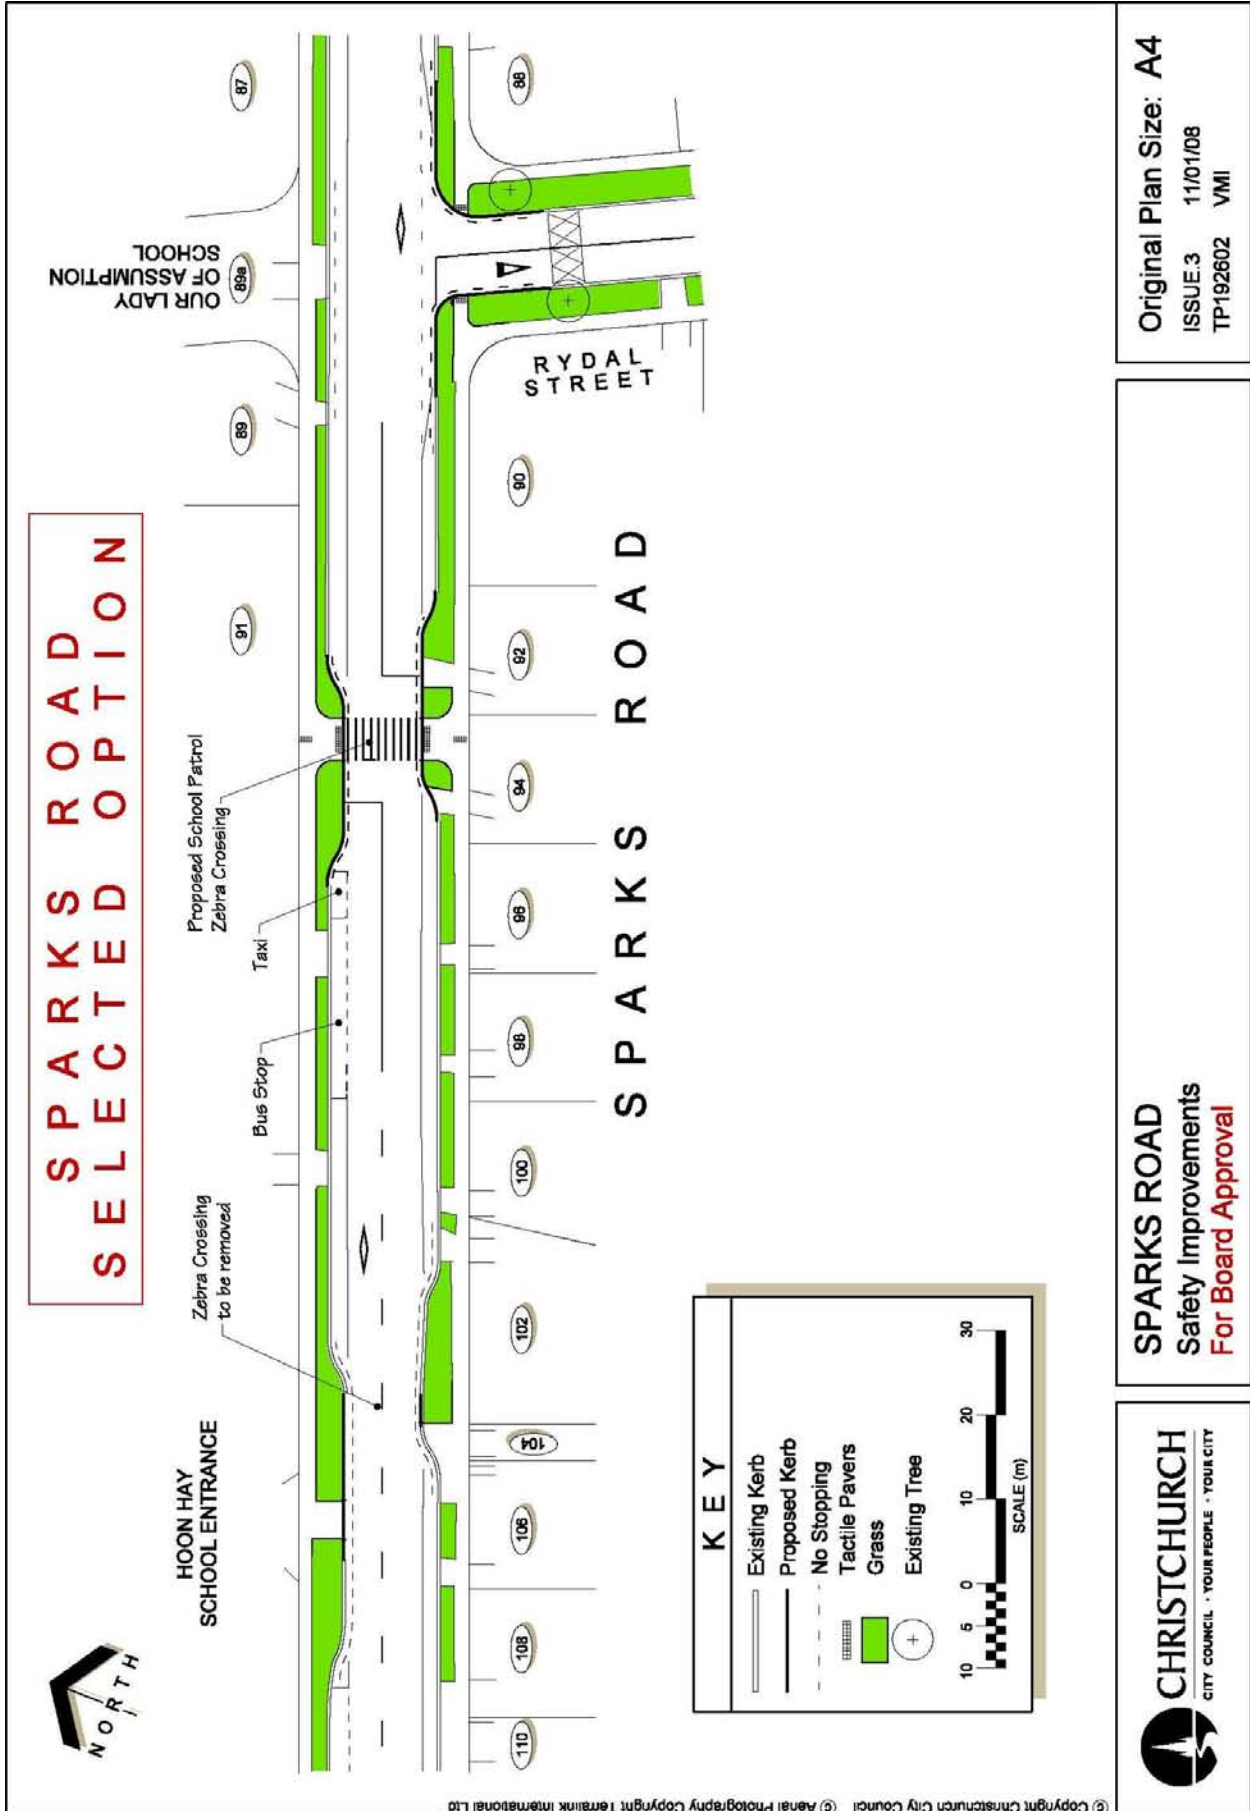 SPARKS ROAD
SELECTED OPTION
NORTH
HOON HAY
SCHOOL ENTRANCE
Zebra Crossing
to be removed
Bus Stop
Taxi
Proposed School Patrol
Zebra Crossing
91
89
OUR LADY
OF ASSUMPTION
SCHOOL
89a
87
110
108
106
104
102
100
98
96
94
92
90
88
RYDAL
STREET
SPARKS ROAD
KEY
Existing Kerb
Proposed Kerb
No Stopping
Tactile Pavers
Grass
Existing Tree
10 5 0 10 20 30
SCALE (m)
© Copyright Christchurch City Council © Aerial Photography Copyright Terralink International Ltd
CHRISTCHURCH
CITY COUNCIL · YOUR PEOPLE · YOUR CITY
SPARKS ROAD
Safety Improvements
For Board Approval
Original Plan Size: A4
ISSUE.3 11/01/08
TP192602 VMI